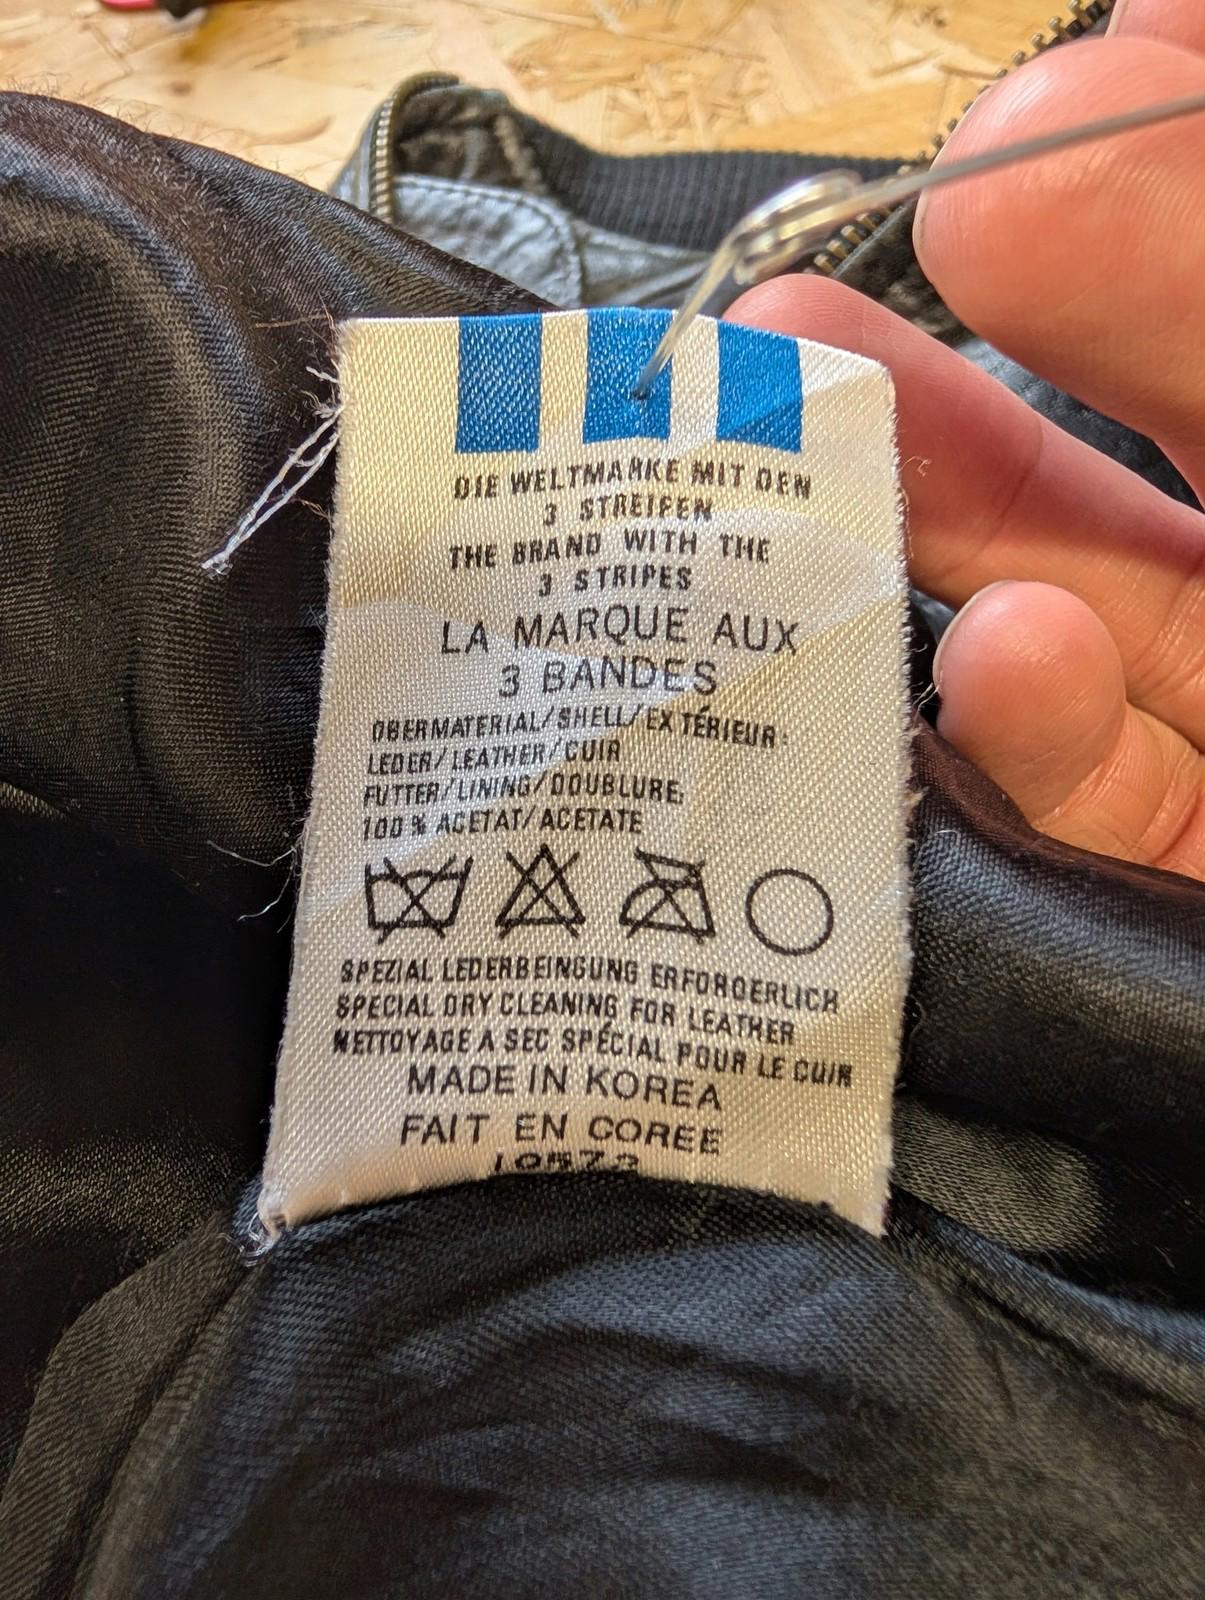 DIE WELTMARKE MIT DEN
3 STREIFEN
THE BRAND WITH THE
3 STRIPES
LA MARQUE AUX
3 BANDES
OBERMATERIAL/SHELL/EXTÉRIEUR:
LEDER/LEATHER/CUIR
FUTTER/LINING/DOUBLURE:
100% ACETAT/ACETATE
SPEZIAL LEDERBEINGUNG ERFORDERLICH
SPECIAL DRY CLEANING FOR LEATHER
NETTOYAGE A SEC SPÉCIAL POUR LE CUIR
MADE IN KOREA
FAIT EN COREE